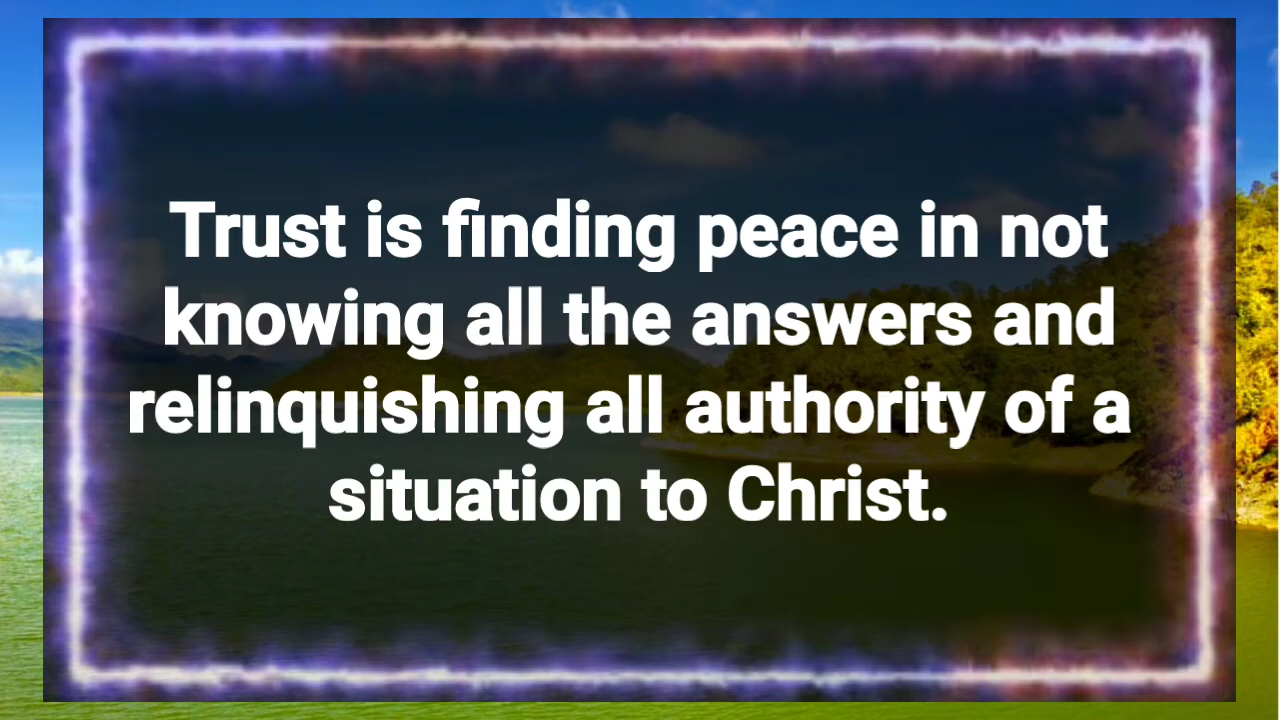 Trust is finding peace in not
knowing all the answers and
relinquishing all authority of a
situation to Christ.